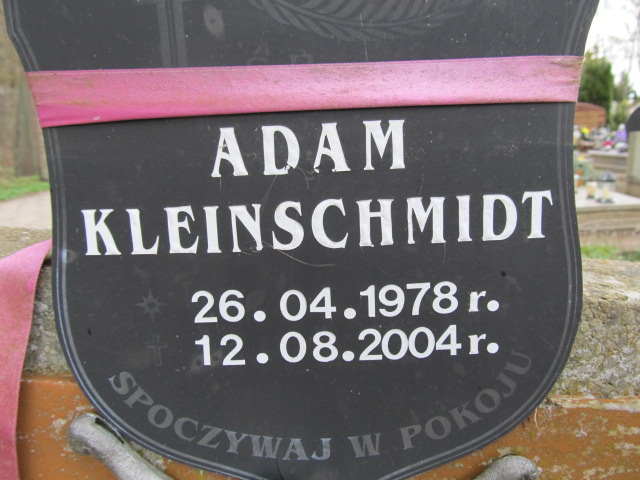 ADAM
KLEINSCHMIDT
26.04.1978 r.
12.08.2004 r.
SPOCZYWAJ W POKOJU